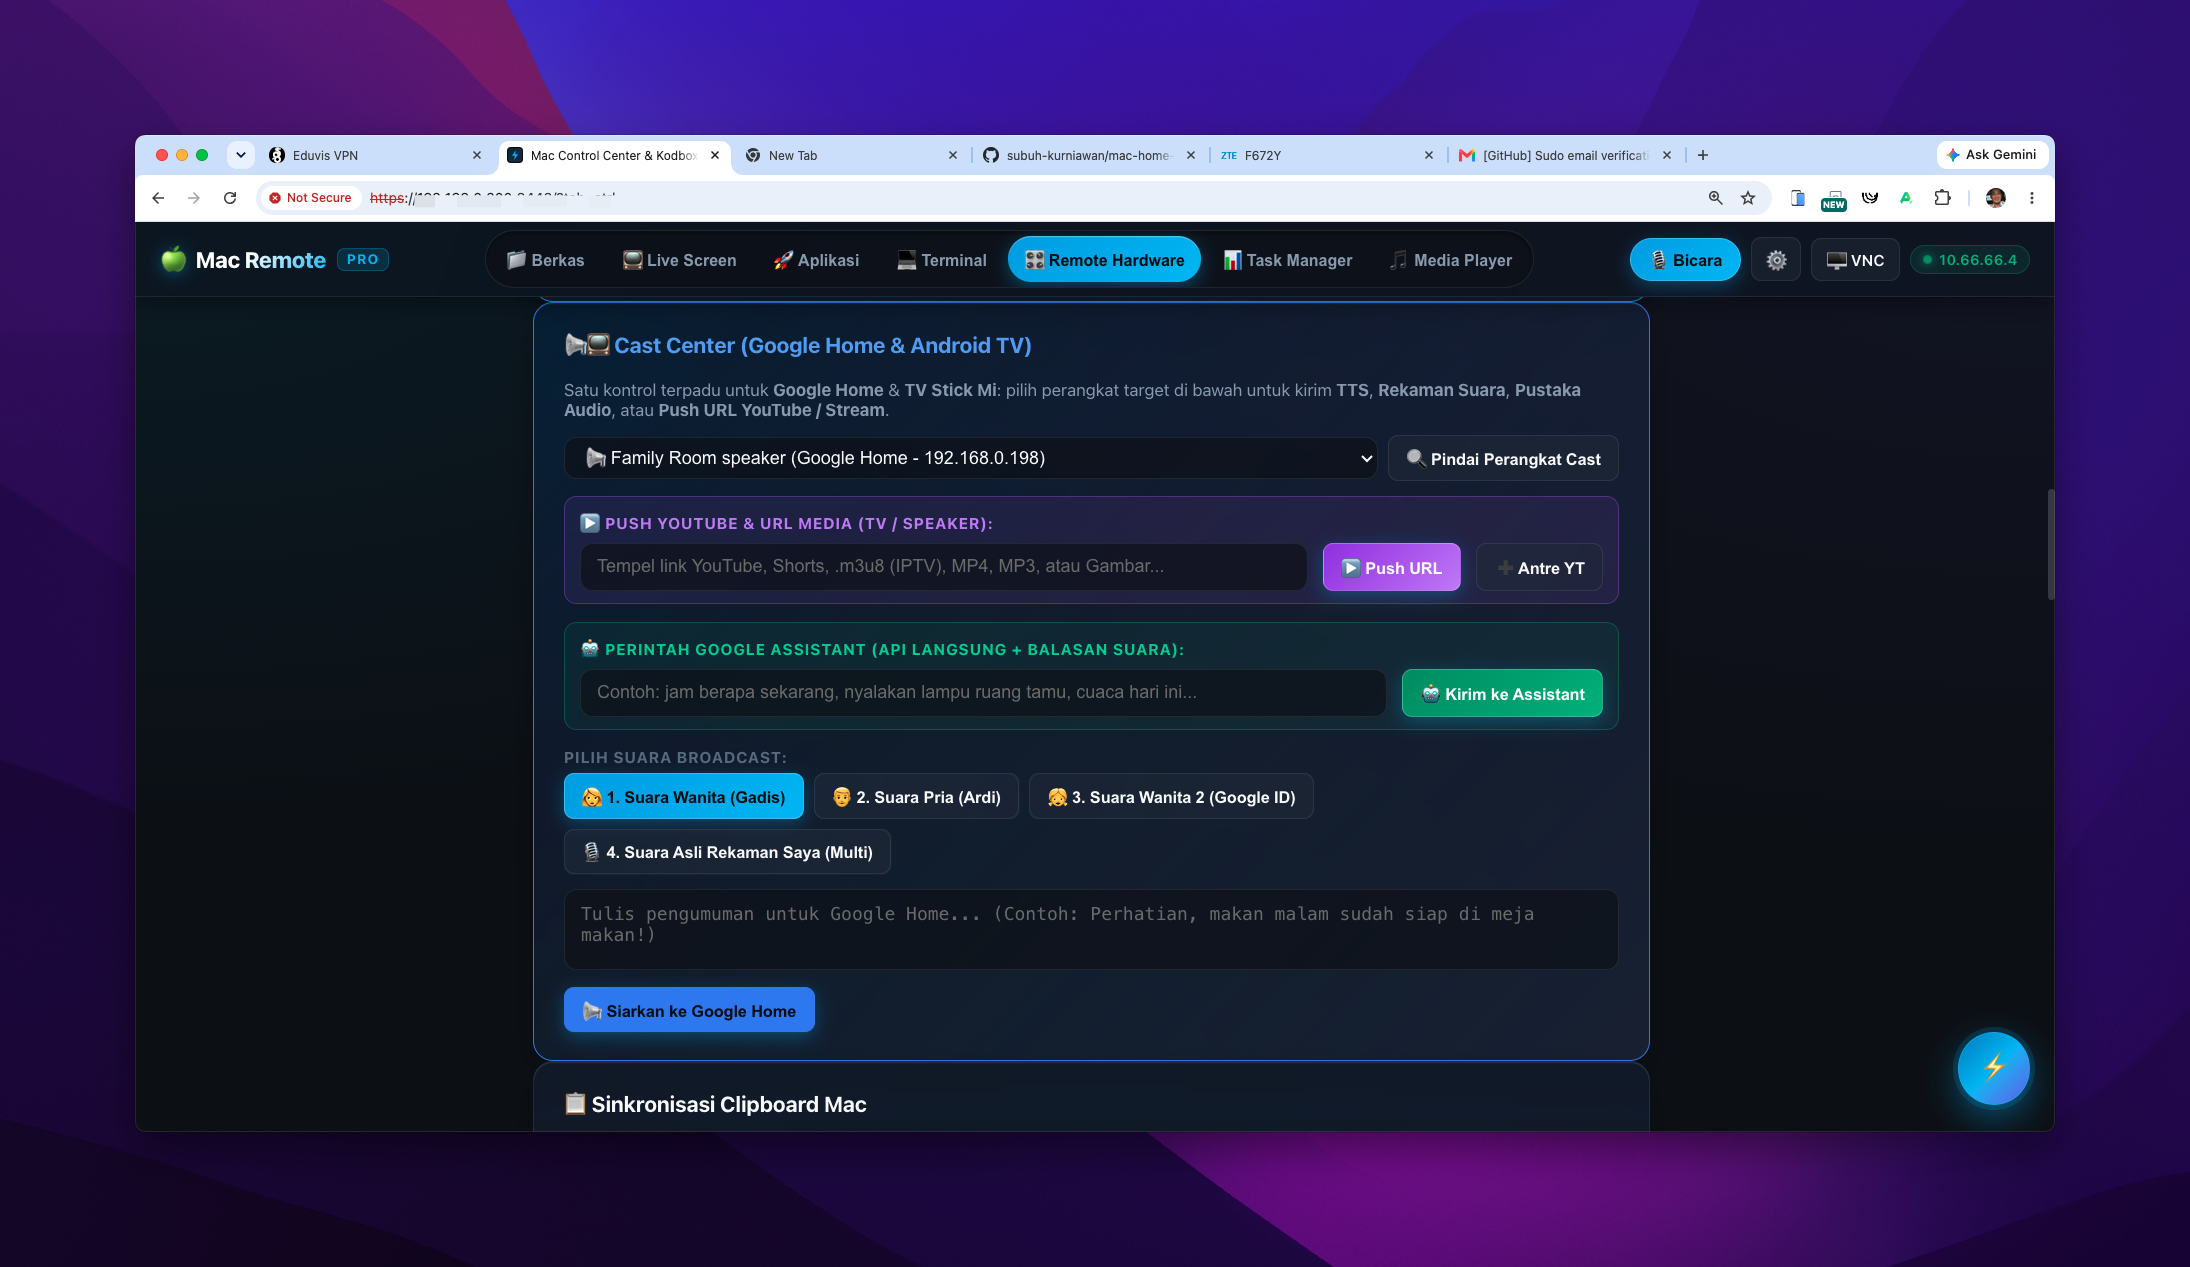 Eduvis VPN
Mac Control Center & Kodbox
New Tab
subuh-kurniawan/mac-home-
ZTE F672Y
[GitHub] Sudo email verificati
Ask Gemini
Not Secure
https://
NEW
Mac Remote PRO
Berkas
Live Screen
Aplikasi
Terminal
Remote Hardware
Task Manager
Media Player
Bicara
VNC
10.66.66.4
Cast Center (Google Home & Android TV)
Satu kontrol terpadu untuk Google Home & TV Stick Mi: pilih perangkat target di bawah untuk kirim TTS, Rekaman Suara, Pustaka
Audio, atau Push URL YouTube / Stream.
Family Room speaker (Google Home - 192.168.0.198)
Pindai Perangkat Cast
PUSH YOUTUBE & URL MEDIA (TV / SPEAKER):
Tempel link YouTube, Shorts, .m3u8 (IPTV), MP4, MP3, atau Gambar...
Push URL
Antre YT
PERINTAH GOOGLE ASSISTANT (API LANGSUNG + BALASAN SUARA):
Contoh: jam berapa sekarang, nyalakan lampu ruang tamu, cuaca hari ini...
Kirim ke Assistant
PILIH SUARA BROADCAST:
1. Suara Wanita (Gadis)
2. Suara Pria (Ardi)
3. Suara Wanita 2 (Google ID)
4. Suara Asli Rekaman Saya (Multi)
Tulis pengumuman untuk Google Home... (Contoh: Perhatian, makan malam sudah siap di meja
makan!)
Siarkan ke Google Home
Sinkronisasi Clipboard Mac